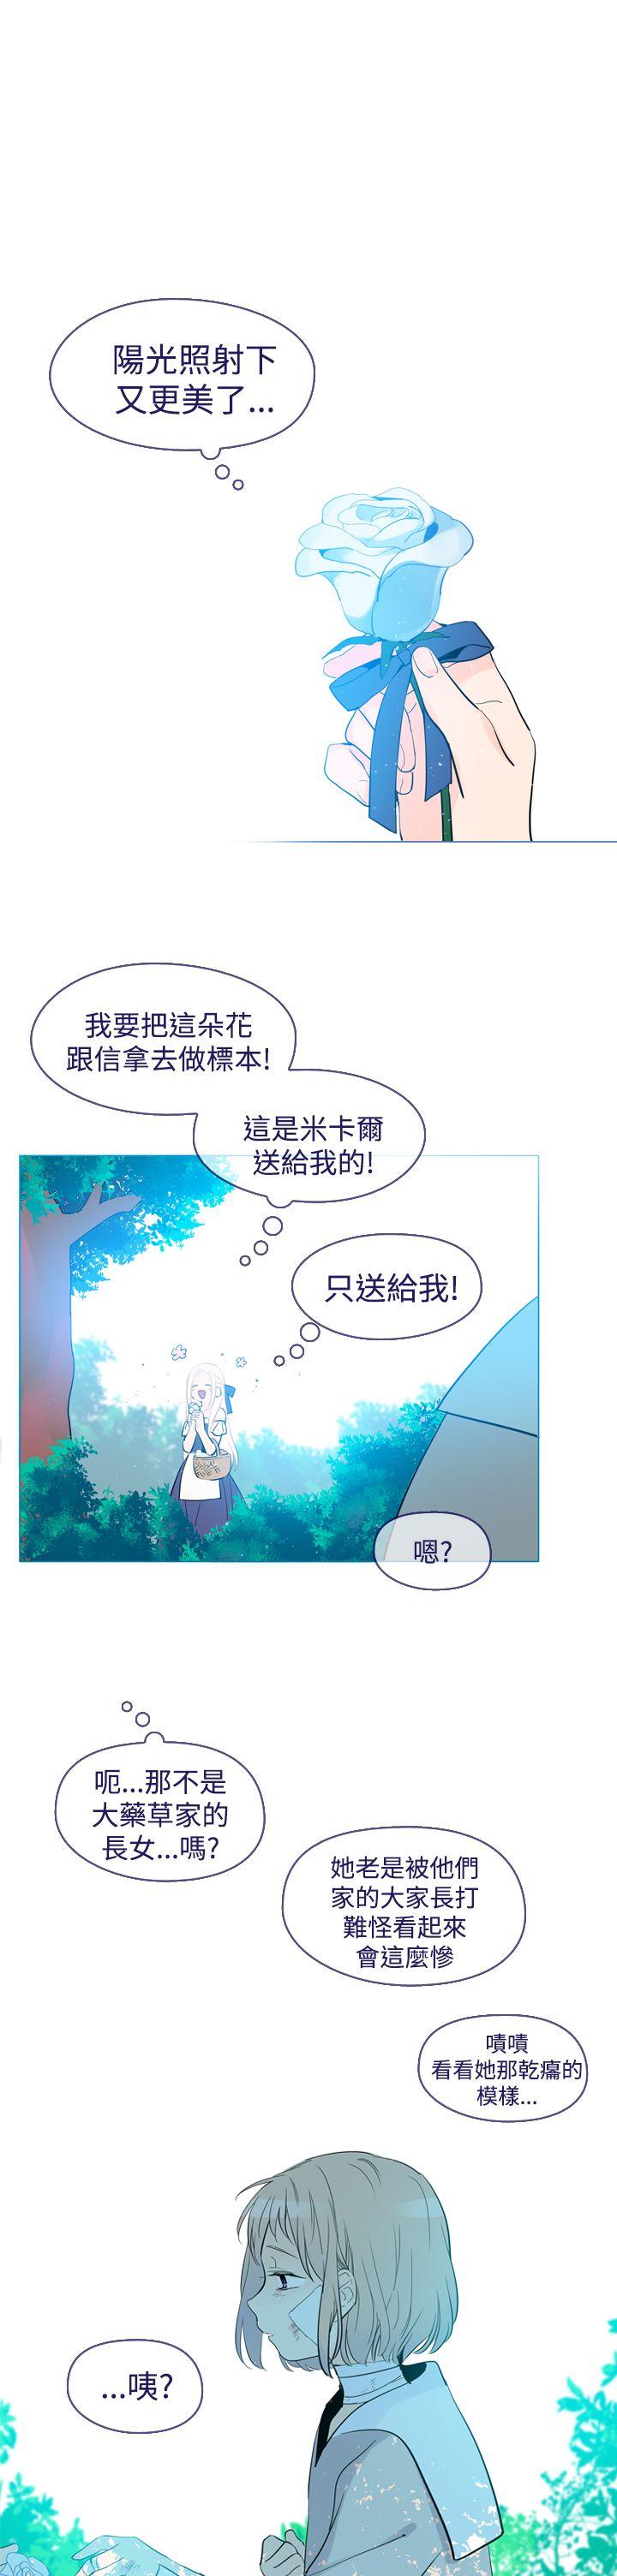 陽光照射下
又更美了...
我要把這朵花
跟信拿去做標本!
這是米卡爾
送給我的!
只送給我!
嗯?
呃...那不是
大藥草家的
長女...嗎?
她老是被他們
家的大家長打
難怪看起來
會這麼慘
嘖嘖
看看她那乾癟的
模樣...
...咦?